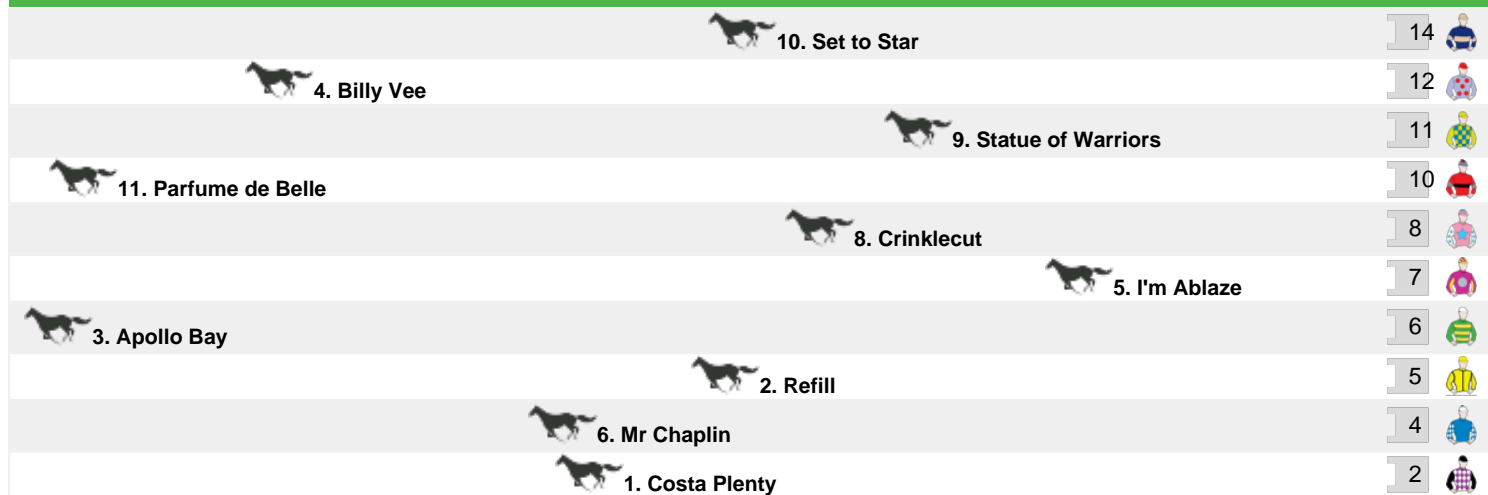 10. Set to Star 14
4. Billy Vee 12
9. Statue of Warriors 11
11. Parfume de Belle 10
8. Crinklecut 8
5. I'm Ablaze 7
3. Apollo Bay 6
2. Refill 5
6. Mr Chaplin 4
1. Costa Plenty 2